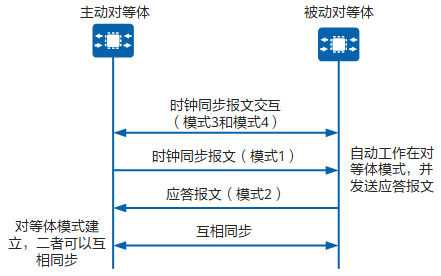 主动对等体
被动对等体
时钟同步报文交互
（模式3和模式4）
时钟同步报文（模式1）
自动工作在对
等体模式，并
发送应答报文
应答报文（模式2）
对等体模式建
立，二者可以互
相同步
互相同步